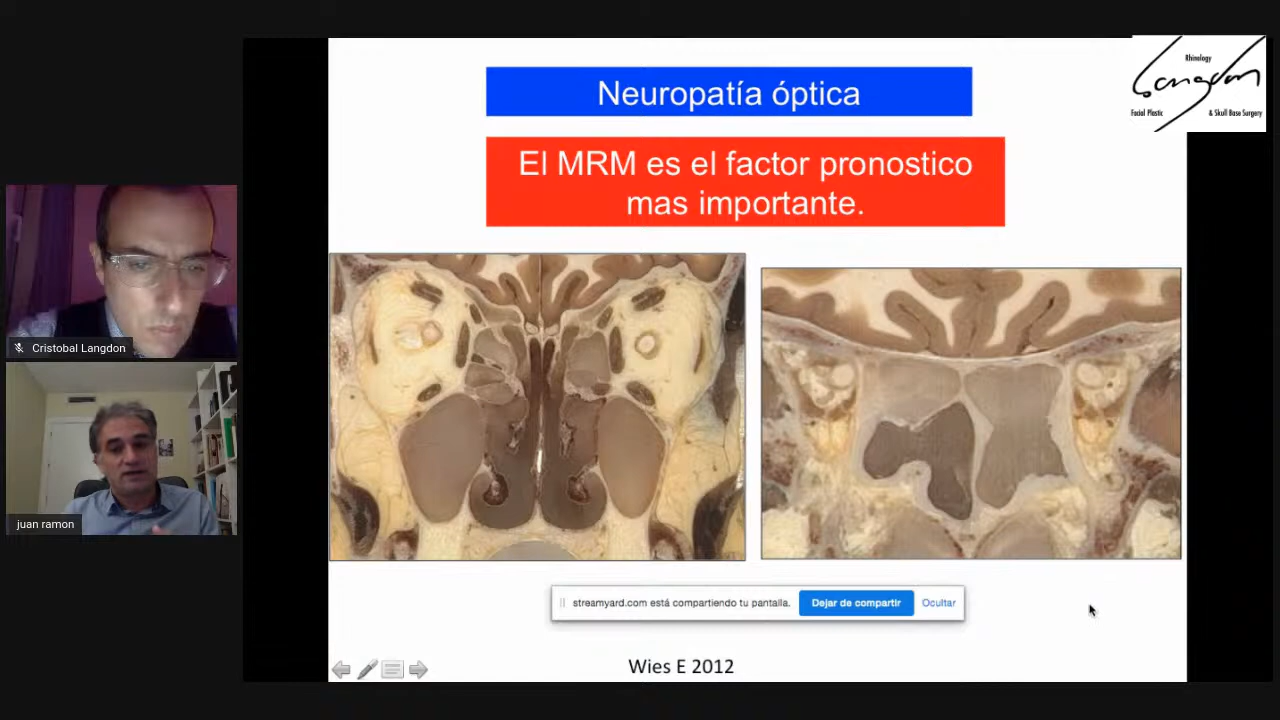 Neuropatía óptica
El MRM es el factor pronostico
mas importante.
Rhinology
Langdon
Facial Plastic & Skull Base Surgery
Cristobal Langdon
juan ramon
streamyard.com está compartiendo tu pantalla. Dejar de compartir Ocultar
Wies E 2012